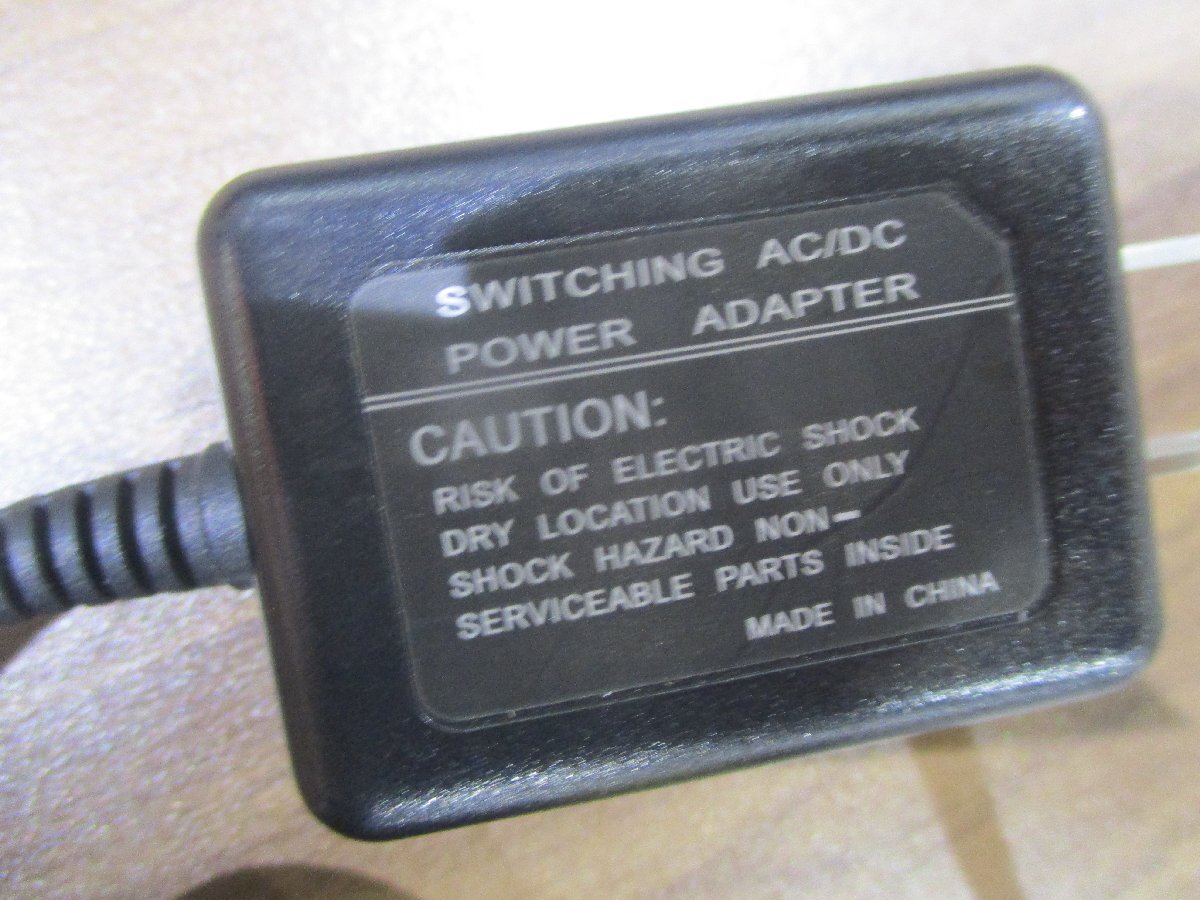 SWITCHING AC/DC
POWER ADAPTER
CAUTION:
RISK OF ELECTRIC SHOCK
DRY LOCATION USE ONLY
SHOCK HAZARD NON-
SERVICEABLE PARTS INSIDE
MADE IN CHINA